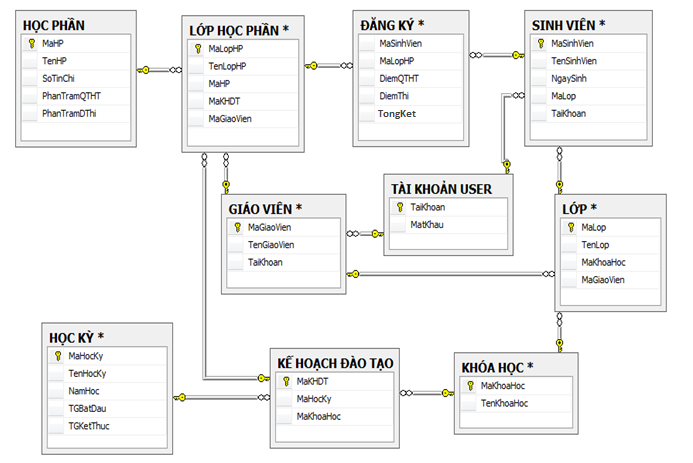 HỌC PHẦN
MaHP
TenHP
SoTinChi
PhanTramQTHT
PhanTramDThi
LỚP HỌC PHẦN *
MaLopHP
TenLopHP
MaHP
MaKHDT
MaGiaoVien
ĐĂNG KÝ *
MaSinhVien
MaLopHP
DiemQTHT
DiemThi
TongKet
SINH VIÊN *
MaSinhVien
TenSinhVien
NgaySinh
MaLop
TaiKhoan
GIÁO VIÊN *
MaGiaoVien
TenGiaoVien
TaiKhoan
TÀI KHOẢN USER
TaiKhoan
MatKhau
LỚP *
MaLop
TenLop
MaKhoaHoc
MaGiaoVien
HỌC KỲ *
MaHocKy
TenHocKy
NamHoc
TGBatDau
TGKetThuc
KẾ HOẠCH ĐÀO TẠO
MaKHDT
MaHocKy
MaKhoaHoc
KHÓA HỌC *
MaKhoaHoc
TenKhoaHoc